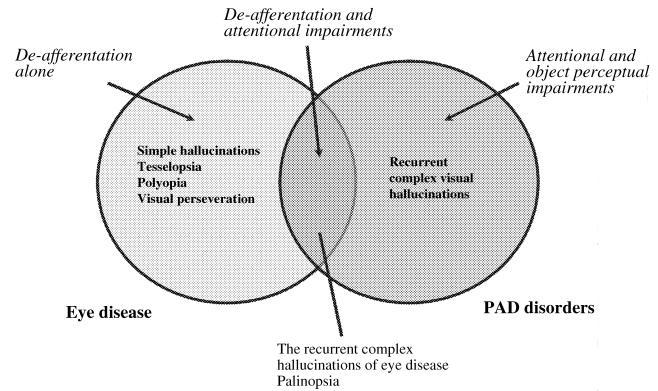 De-afferentation and
attentional impairments
De-afferentation
alone
Attentional and
object perceptual
impairments
Simple hallucinations
Tesselopsia
Polyopia
Visual perseveration
Recurrent
complex visual
hallucinations
Eye disease
PAD disorders
The recurrent complex
hallucinations of eye disease
Palinopsia